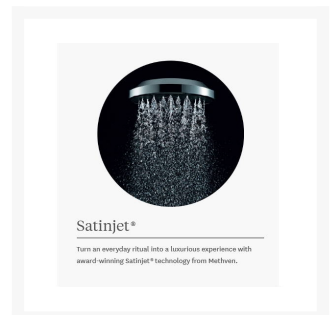 Satinjet®
Turn an everyday ritual into a luxurious experience with
award-winning Satinjet® technology from Methven.